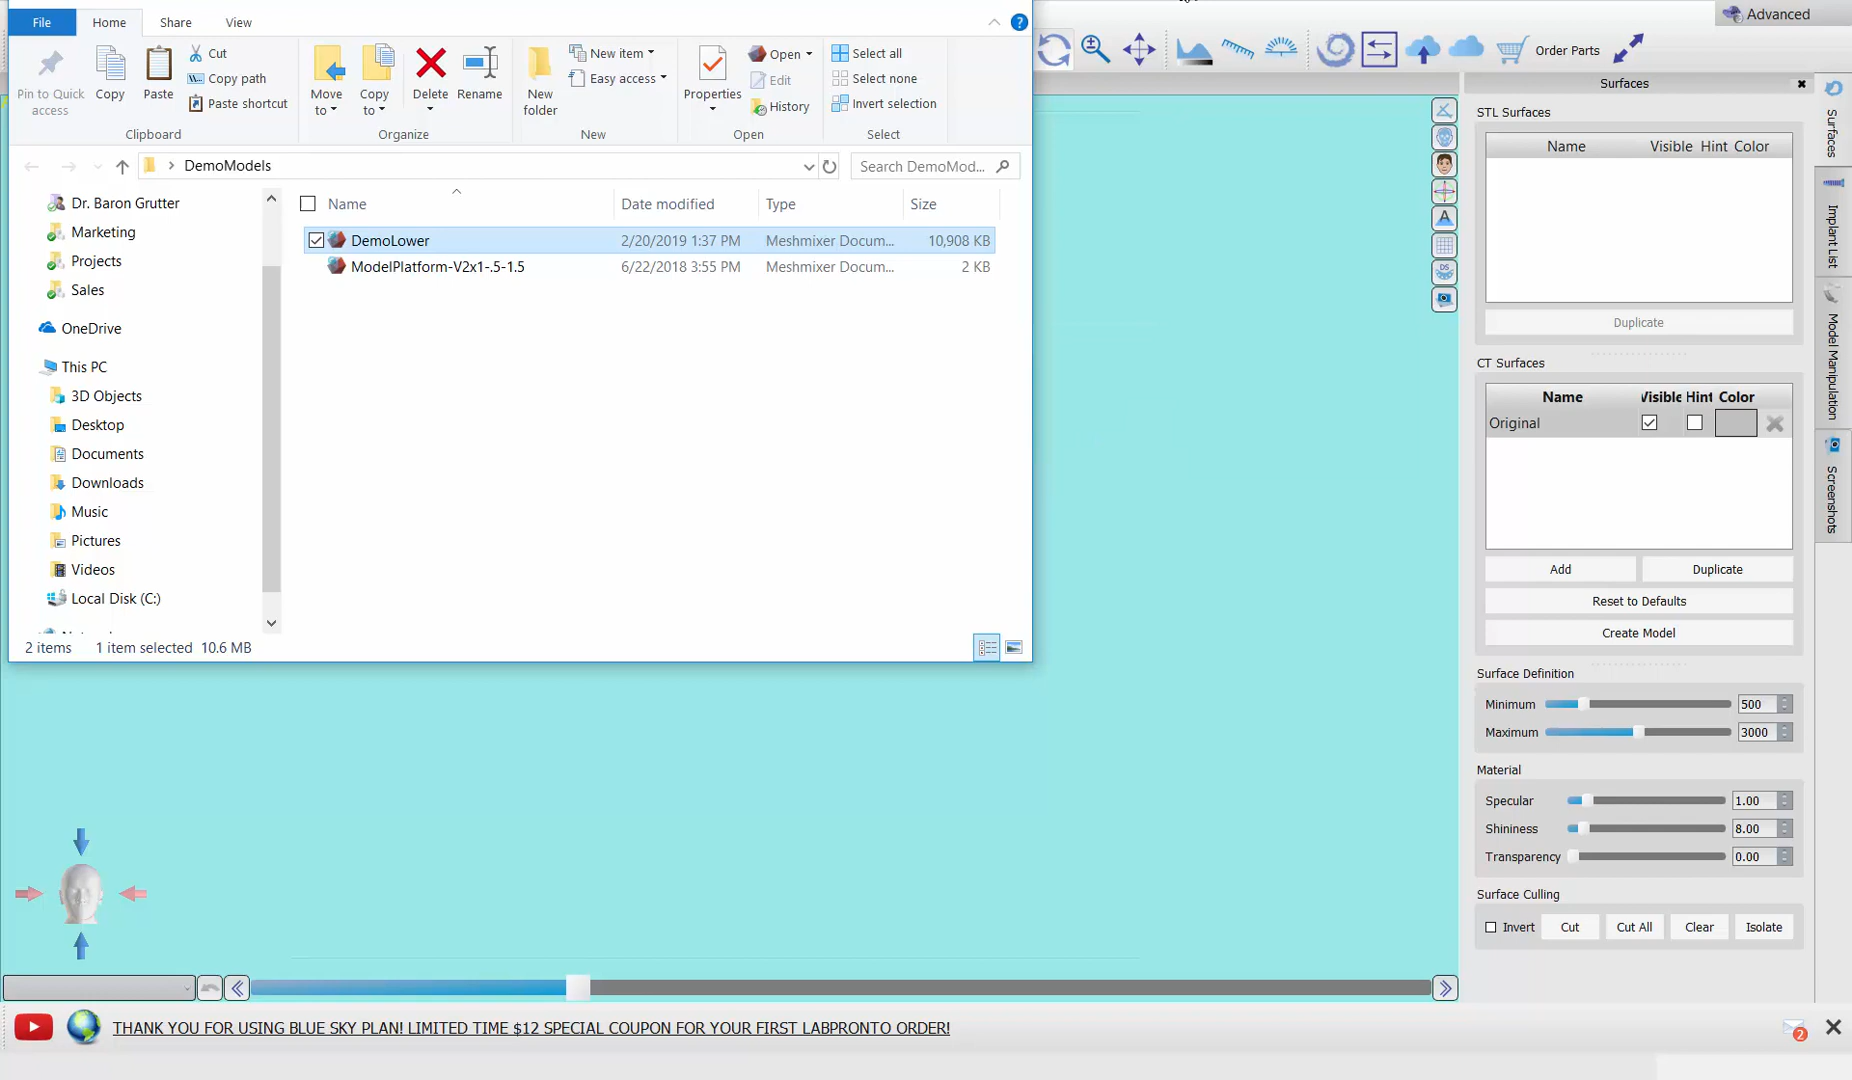 File
Home
Share
View
Advanced
Pin to Quick access
Copy
Paste
Cut
Copy path
Paste shortcut
Clipboard
Move to
Copy to
Delete
Rename
Organize
New folder
New item
Easy access
New
Properties
Open
Edit
History
Open
Select all
Select none
Invert selection
Select
Order Parts
DemoModels
Search DemoMod...
Name
Date modified
Type
Size
DemoLower
2/20/2019 1:37 PM
Meshmixer Docum...
10,908 KB
ModelPlatform-V2x1-.5-1.5
6/22/2018 3:55 PM
Meshmixer Docum...
2 KB
Dr. Baron Grutter
Marketing
Projects
Sales
OneDrive
This PC
3D Objects
Desktop
Documents
Downloads
Music
Pictures
Videos
Local Disk (C:)
2 items
1 item selected 10.6 MB
DS
Surfaces
STL Surfaces
Name Visible Hint Color
Duplicate
CT Surfaces
Name
Hint Color
Original
Add
Duplicate
Reset to Defaults
Create Model
Surface Definition
Minimum 500
Maximum 3000
Material
Specular 1.00
Shininess 8.00
Transparency 0.00
Surface Culling
Invert
Cut
Cut All
Clear
Isolate
Surfaces
Implant List
Model Manipulation
Screenshots
THANK YOU FOR USING BLUE SKY PLAN! LIMITED TIME $12 SPECIAL COUPON FOR YOUR FIRST LABPRONTO ORDER!
2